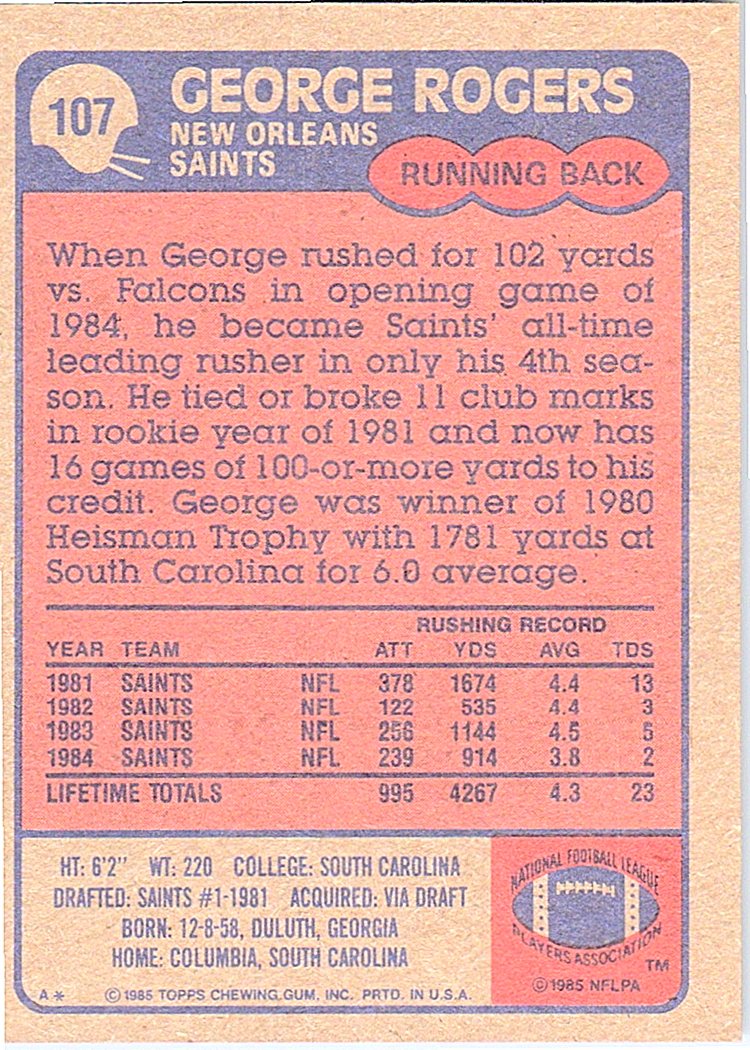 107
GEORGE ROGERS
NEW ORLEANS
SAINTS
RUNNING BACK
When George rushed for 102 yards
vs. Falcons in opening game of
1984, he became Saints' all-time
leading rusher in only his 4th sea-
son. He tied or broke 11 club marks
in rookie year of 1981 and now has
16 games of 100-or-more yards to his
credit. George was winner of 1980
Heisman Trophy with 1781 yards at
South Carolina for 6.0 average.
RUSHING RECORD
YEAR TEAM ATT YDS AVG TDS
1981 SAINTS NFL 378 1674 4.4 13
1982 SAINTS NFL 122 535 4.4 3
1983 SAINTS NFL 256 1144 4.5 5
1984 SAINTS NFL 239 914 3.8 2
LIFETIME TOTALS 995 4267 4.3 23
HT: 6'2" WT: 220 COLLEGE: SOUTH CAROLINA
DRAFTED: SAINTS #1-1981 ACQUIRED: VIA DRAFT
BORN: 12-8-58, DULUTH, GEORGIA
HOME: COLUMBIA, SOUTH CAROLINA
A* ©1985 TOPPS CHEWING GUM, INC. PRTD. IN U.S.A.
NATIONAL FOOTBALL LEAGUE
PLAYERS ASSOCIATION
TM
©1985 NFLPA